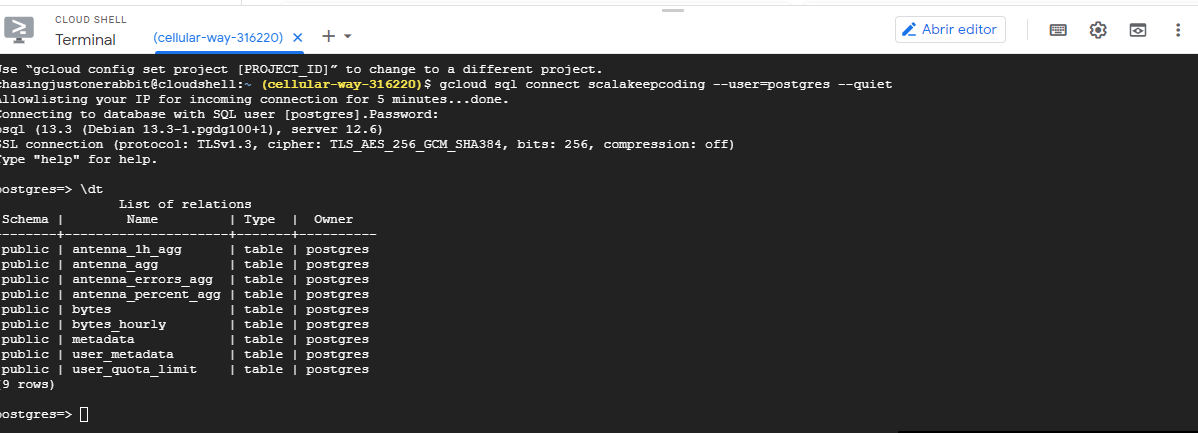 CLOUD SHELL
Terminal
(cellular-way-316220) × + Abrir editor
Use "gcloud config set project [PROJECT_ID]" to change to a different project.
chasingjustonerabbit@cloudshell:~ (cellular-way-316220)$ gcloud sql connect scalakeepcoding --user=postgres --quiet
Allowlisting your IP for incoming connection for 5 minutes...done.
Connecting to database with SQL user [postgres].Password:
psql (13.3 (Debian 13.3-1.pgdg100+1), server 12.6)
SSL connection (protocol: TLSv1.3, cipher: TLS_AES_256_GCM_SHA384, bits: 256, compression: off)
Type "help" for help.
postgres=> \dt
List of relations
Schema | Name | Type | Owner
--------+---------------------+-------+----------
public | antenna_1h_agg | table | postgres
public | antenna_agg | table | postgres
public | antenna_errors_agg | table | postgres
public | antenna_percent_agg | table | postgres
public | bytes | table | postgres
public | bytes_hourly | table | postgres
public | metadata | table | postgres
public | user_metadata | table | postgres
public | user_quota_limit | table | postgres
(9 rows)
postgres=>